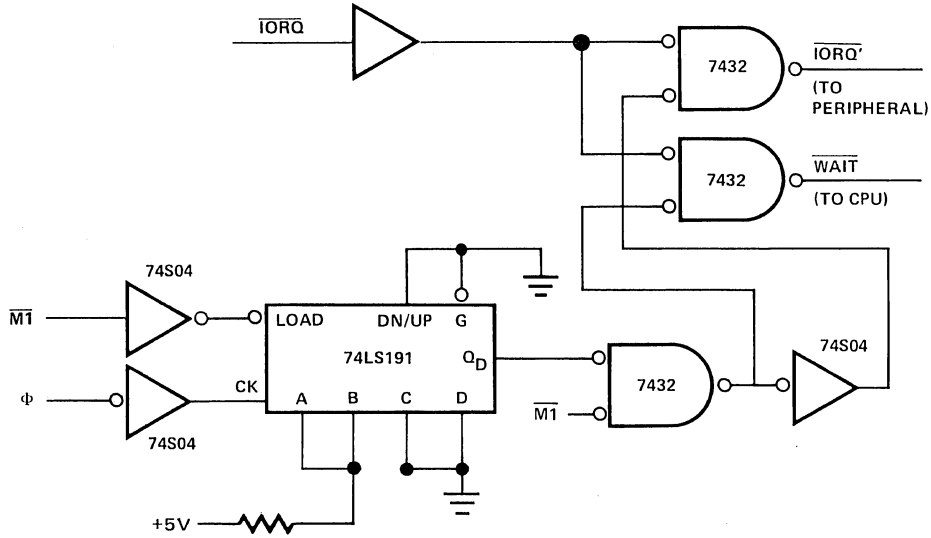 IORQ
7432
IORQ'
(TO
PERIPHERAL)
7432
WAIT
(TO CPU)
74S04
M1
LOAD
DN/UP
G
74LS191
QD
Φ
CK
A
B
C
D
74S04
7432
M1
74S04
+5V